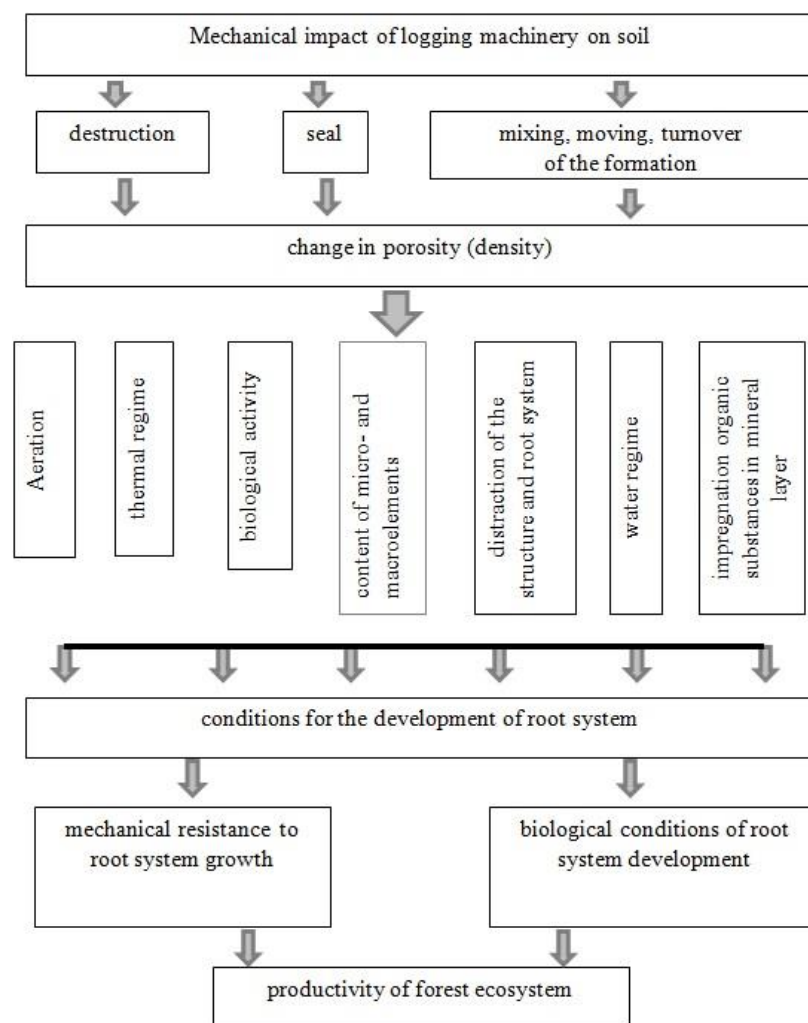 Mechanical impact of logging machinery on soil
destruction
seal
mixing, moving, turnover
of the formation
change in porosity (density)
Aeration
thermal regime
biological activity
content of micro- and
macroelements
distraction of the
structure and root system
water regime
impregnation organic
substances in mineral
layer
conditions for the development of root system
mechanical resistance to
root system growth
biological conditions of root
system development
productivity of forest ecosystem